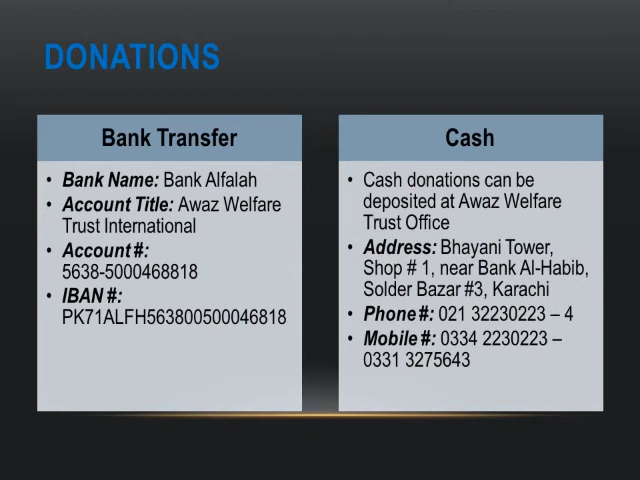 DONATIONS
Bank Transfer
• Bank Name: Bank Alfalah
• Account Title: Awaz Welfare
Trust International
• Account #:
5638-5000468818
• IBAN #:
PK71ALFH563800500046818
Cash
• Cash donations can be
deposited at Awaz Welfare
Trust Office
• Address: Bhayani Tower,
Shop # 1, near Bank Al-Habib,
Solder Bazar #3, Karachi
• Phone #: 021 32230223 – 4
• Mobile #: 0334 2230223 –
0331 3275643